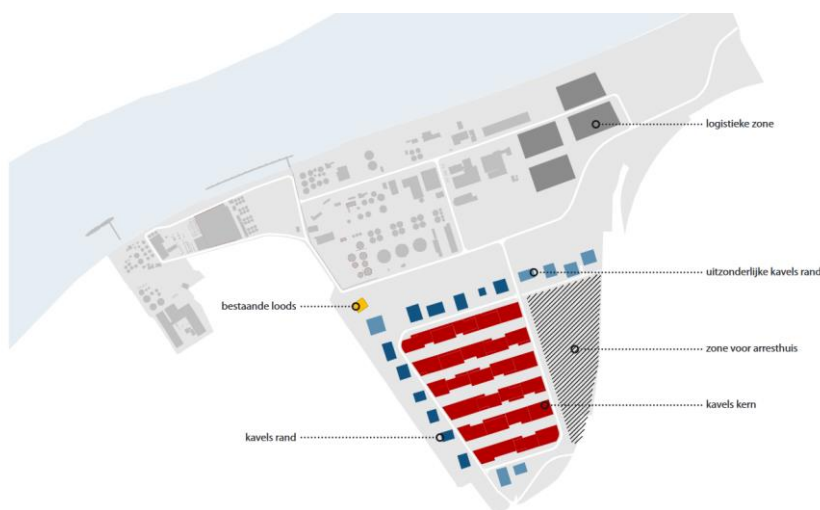 logistieke zone
uitzonderlijke kavels rand
bestaande loods
zone voor arresthuis
kavels kern
kavels rand